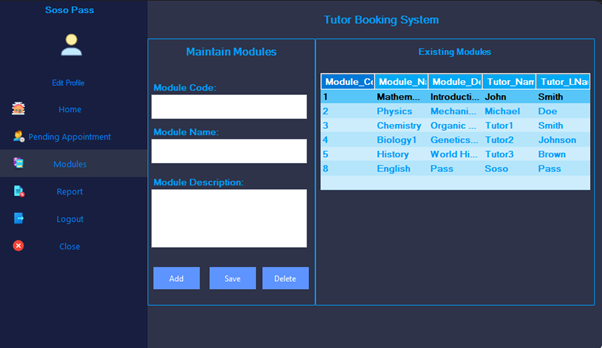 Soso Pass
Edit Profile
Home
Pending Appointment
Modules
Report
Logout
Close
Tutor Booking System
Maintain Modules
Module Code:
Module Name:
Module Description:
Add Save Delete
Existing Modules
Module_Co Module_Na Module_De Tutor_Nam Tutor_LNa
1 Mathem... Introducti... John Smith
2 Physics Mechani... Michael Doe
3 Chemistry Organic ... Tutor1 Smith
4 Biology1 Genetics... Tutor2 Johnson
5 History World Hi... Tutor3 Brown
8 English Pass Soso Pass